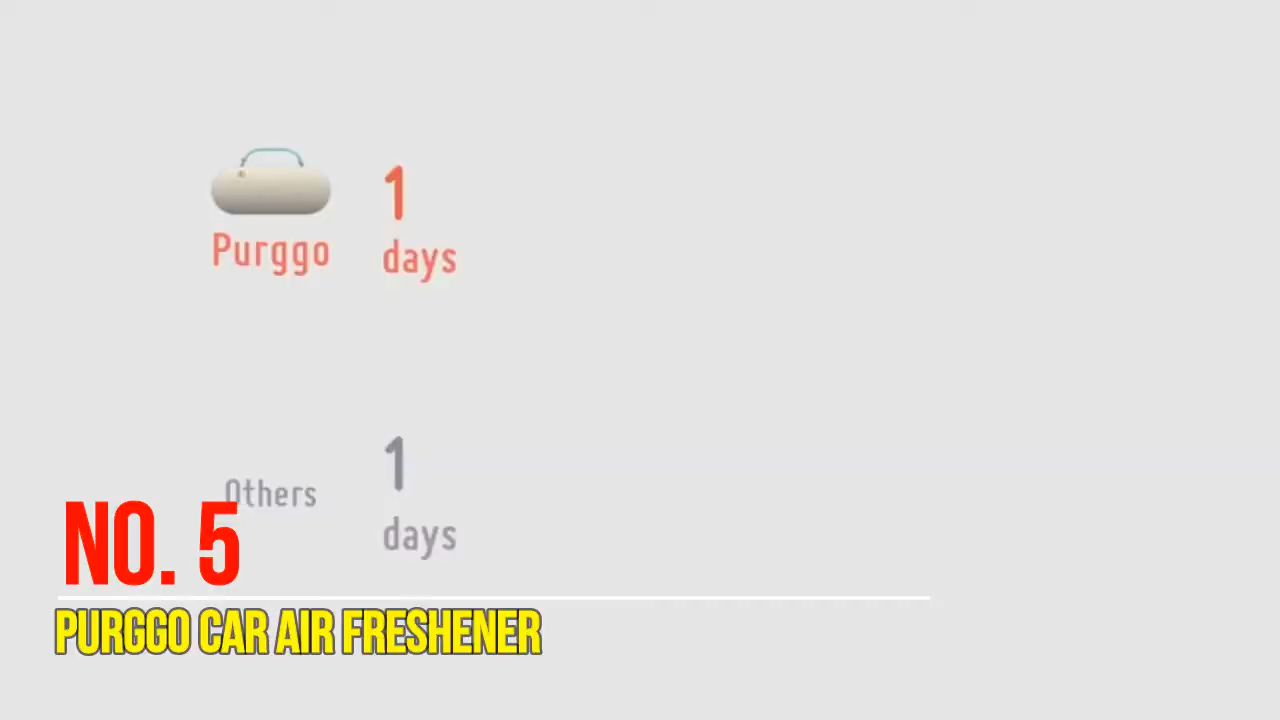 1
Purggo
days
1
Others
days
NO. 5
PURGGO CAR AIR FRESHENER